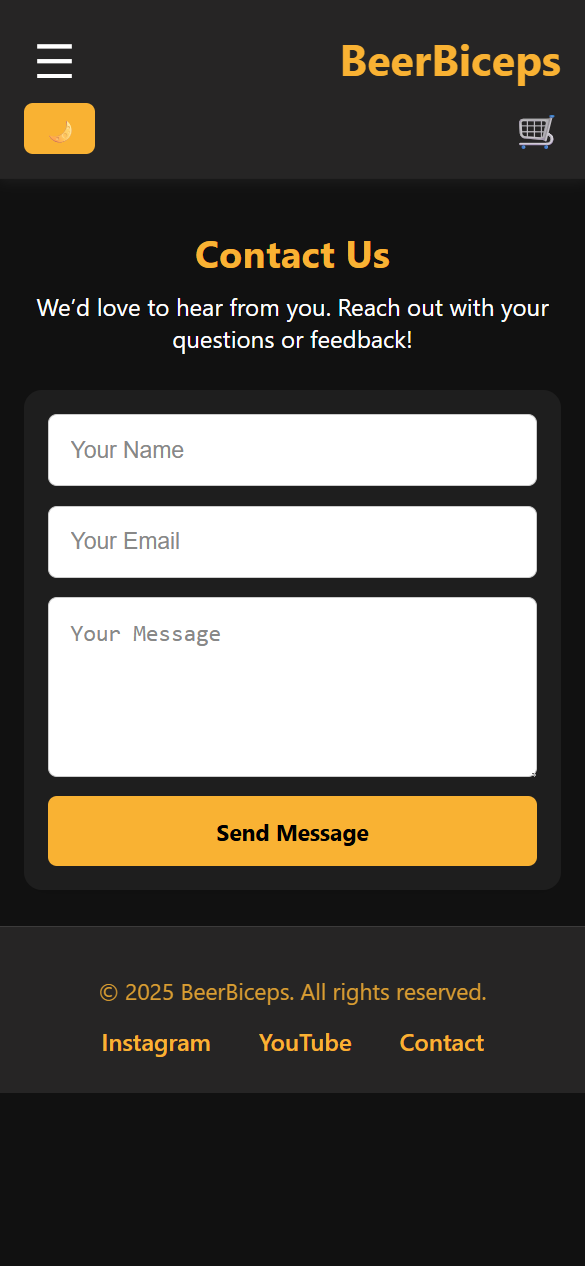 BeerBiceps
Contact Us
We’d love to hear from you. Reach out with your
questions or feedback!
Your Name
Your Email
Your Message
Send Message
© 2025 BeerBiceps. All rights reserved.
Instagram YouTube Contact